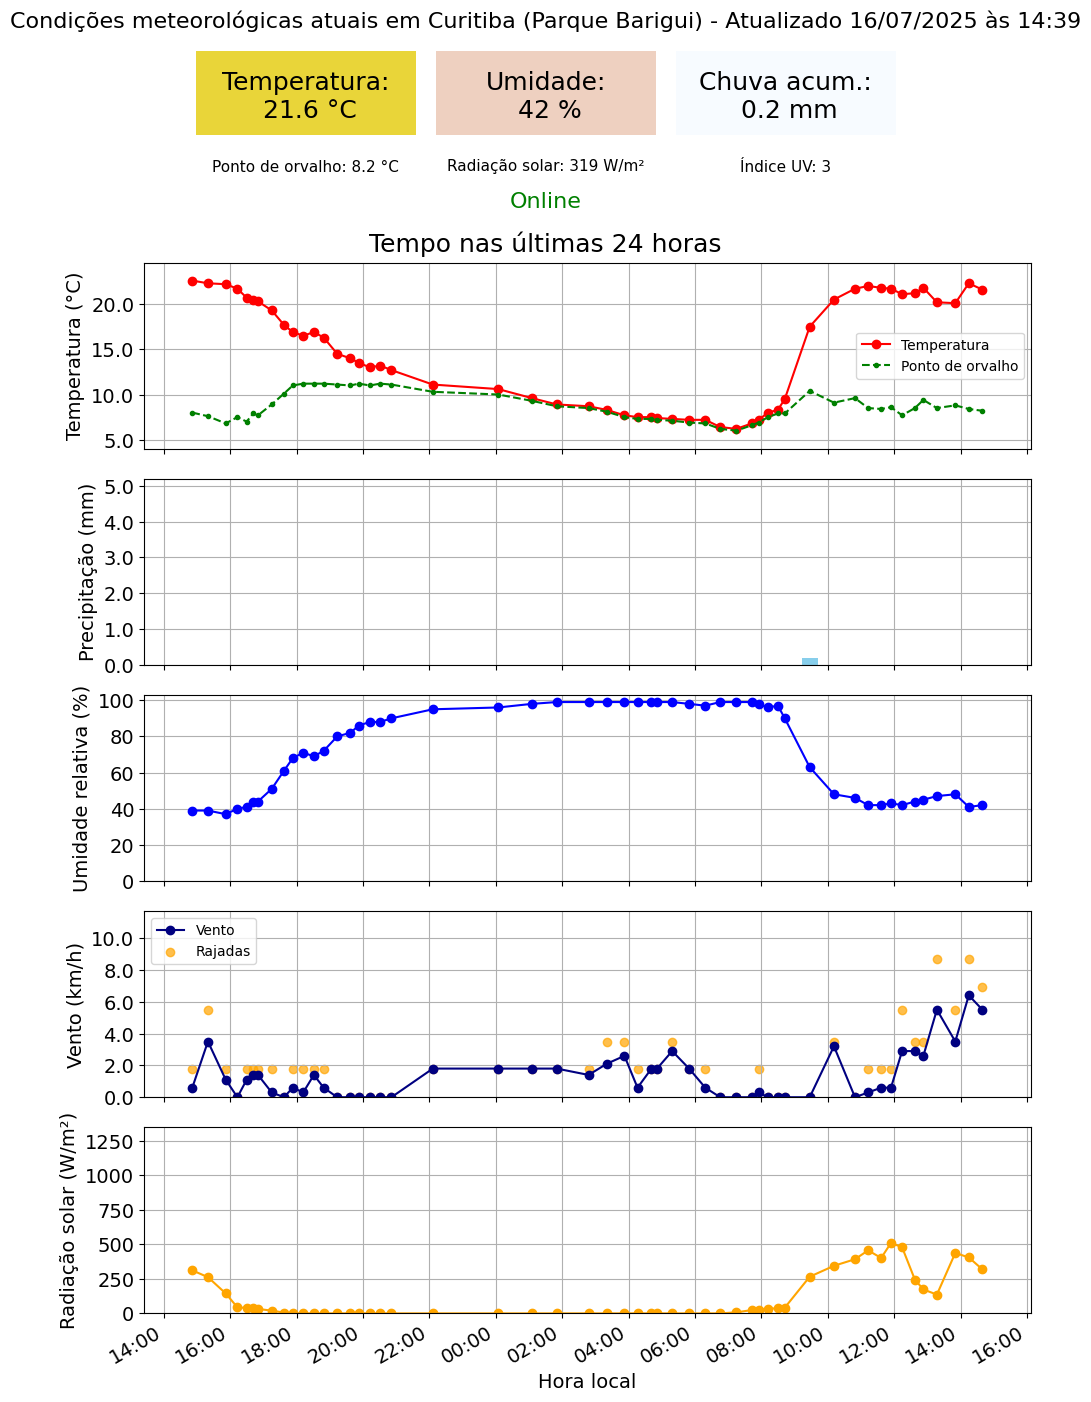 Condições meteorológicas atuais em Curitiba (Parque Barigui) - Atualizado 16/07/2025 às 14:39
Temperatura:
21.6 °C
Umidade:
42 %
Chuva acum.:
0.2 mm
Ponto de orvalho: 8.2 °C
Radiação solar: 319 W/m²
Índice UV: 3
Online
Tempo nas últimas 24 horas
Temperatura (°C)
20.0
15.0
10.0
5.0
Temperatura
Ponto de orvalho
Precipitação (mm)
5.0
4.0
3.0
2.0
1.0
0.0
Umidade relativa (%)
100
80
60
40
20
0
Vento (km/h)
10.0
8.0
6.0
4.0
2.0
0.0
Vento
Rajadas
Radiação solar (W/m²)
1250
1000
750
500
250
0
14:00
16:00
18:00
20:00
22:00
00:00
02:00
04:00
06:00
08:00
10:00
12:00
14:00
16:00
Hora local